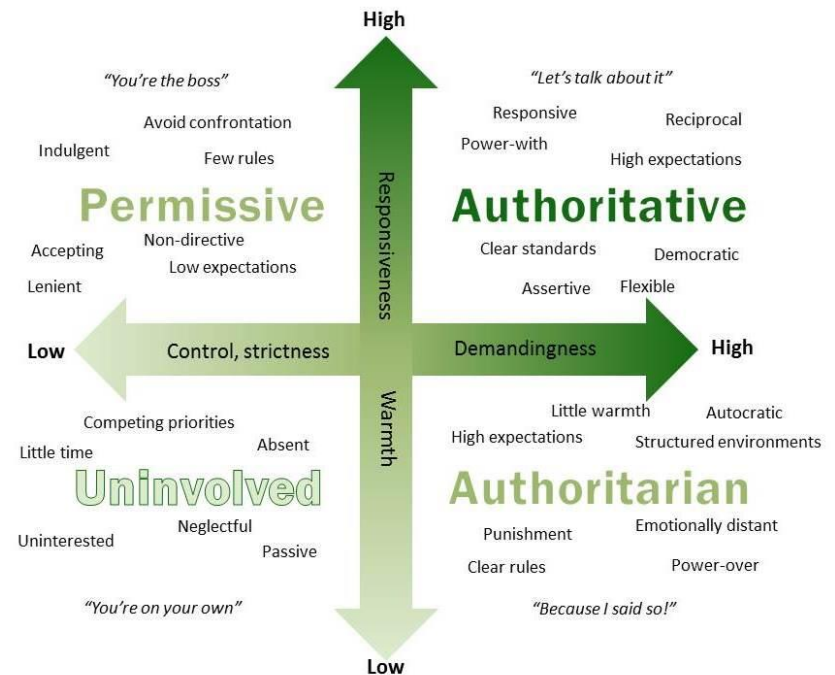 High
“You’re the boss”
“Let’s talk about it”
Avoid confrontation
Indulgent
Few rules
Responsive
Reciprocal
Power-with
High expectations
Permissive
Authoritative
Accepting
Non-directive
Low expectations
Lenient
Clear standards
Democratic
Assertive
Flexible
Responsiveness
Low
Control, strictness
Demandingness
High
Warmth
Competing priorities
Little time
Absent
Little warmth
Autocratic
High expectations
Structured environments
Uninvolved
Authoritarian
Neglectful
Uninterested
Passive
Punishment
Emotionally distant
Clear rules
Power-over
“You’re on your own”
“Because I said so!”
Low